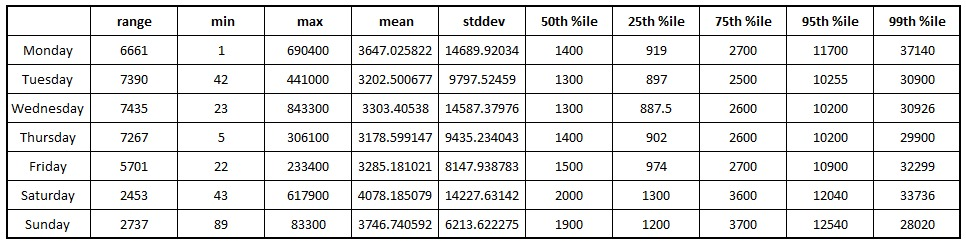 range min max mean stddev 50th %ile 25th %ile 75th %ile 95th %ile 99th %ile
Monday 6661 1 690400 3647.025822 14689.92034 1400 919 2700 11700 37140
Tuesday 7390 42 441000 3202.500677 9797.52459 1300 897 2500 10255 30900
Wednesday 7435 23 843300 3303.40538 14587.37976 1300 887.5 2600 10200 30926
Thursday 7267 5 306100 3178.599147 9435.234043 1400 902 2600 10200 29900
Friday 5701 22 233400 3285.181021 8147.938783 1500 974 2700 10900 32299
Saturday 2453 43 617900 4078.185079 14227.63142 2000 1300 3600 12040 33736
Sunday 2737 89 83300 3746.740592 6213.622275 1900 1200 3700 12540 28020